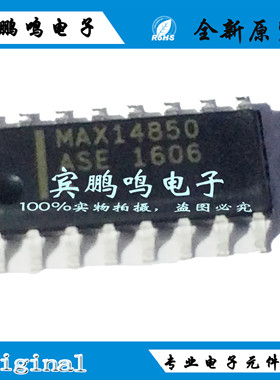 鹏鸣电子
RoHS
全新原
MAX14850
ASE 1606
宾鹏鸣电子
100%实物拍摄，盗图必究！
iginal
专业电子元件